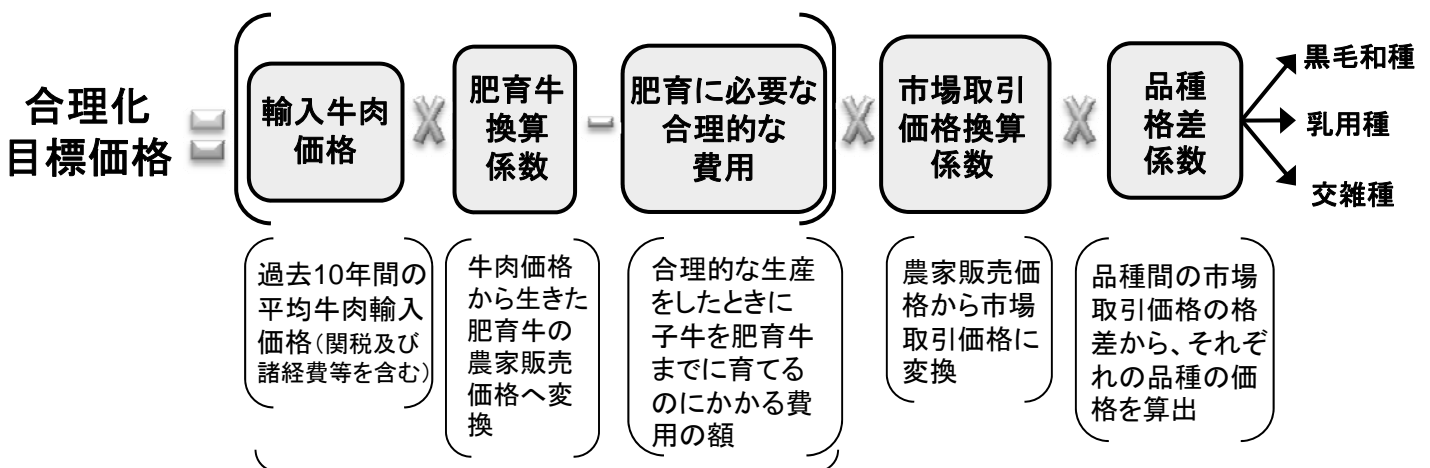 合理化
目標価格
=
輸入牛肉
価格
×
肥育牛
換算
係数
-
肥育に必要な
合理的な
費用
×
市場取引
価格換算
係数
×
品種
格差
係数
黒毛和種
乳用種
交雑種
過去10年間の
平均牛肉輸入
価格(関税及び
諸経費等を含む)
牛肉価格
から生きた
肥育牛の
農家販売
価格へ変
換
合理的な生産
をしたときに
子牛を肥育牛
までに育てる
のにかかる費
用の額
農家販売価
格から市場
取引価格に
変換
品種間の市場
取引価格の格
差から、それぞ
れの品種の価
格を算出